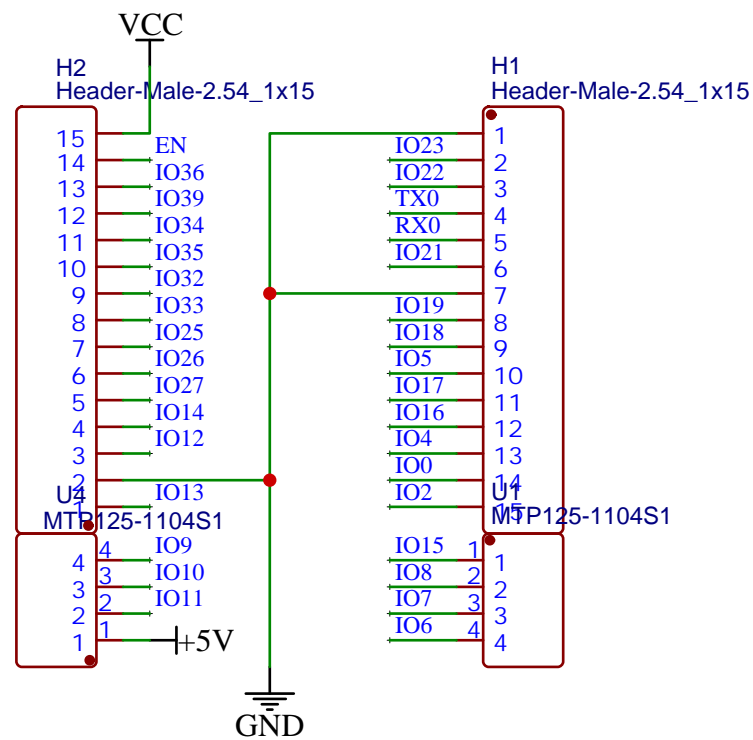 VCC
H2
Header-Male-2.54_1x15
15
14 EN
13 IO36
12 IO39
11 IO34
10 IO35
9 IO32
8 IO33
7 IO25
6 IO26
5 IO27
4 IO14
3 IO12
2
1 IO13
U4
MTP125-1104S1
4 4 IO9
3 3 IO10
2 2 IO11
1 1 +5V
GND
H1
Header-Male-2.54_1x15
1
IO23 2
IO22 3
TX0 4
RX0 5
IO21 6
7
IO19 8
IO18 9
IO5 10
IO17 11
IO16 12
IO4 13
IO0 14
IO2 15
U1
MTP125-1104S1
IO15 1 1
IO8 2 2
IO7 3 3
IO6 4 4